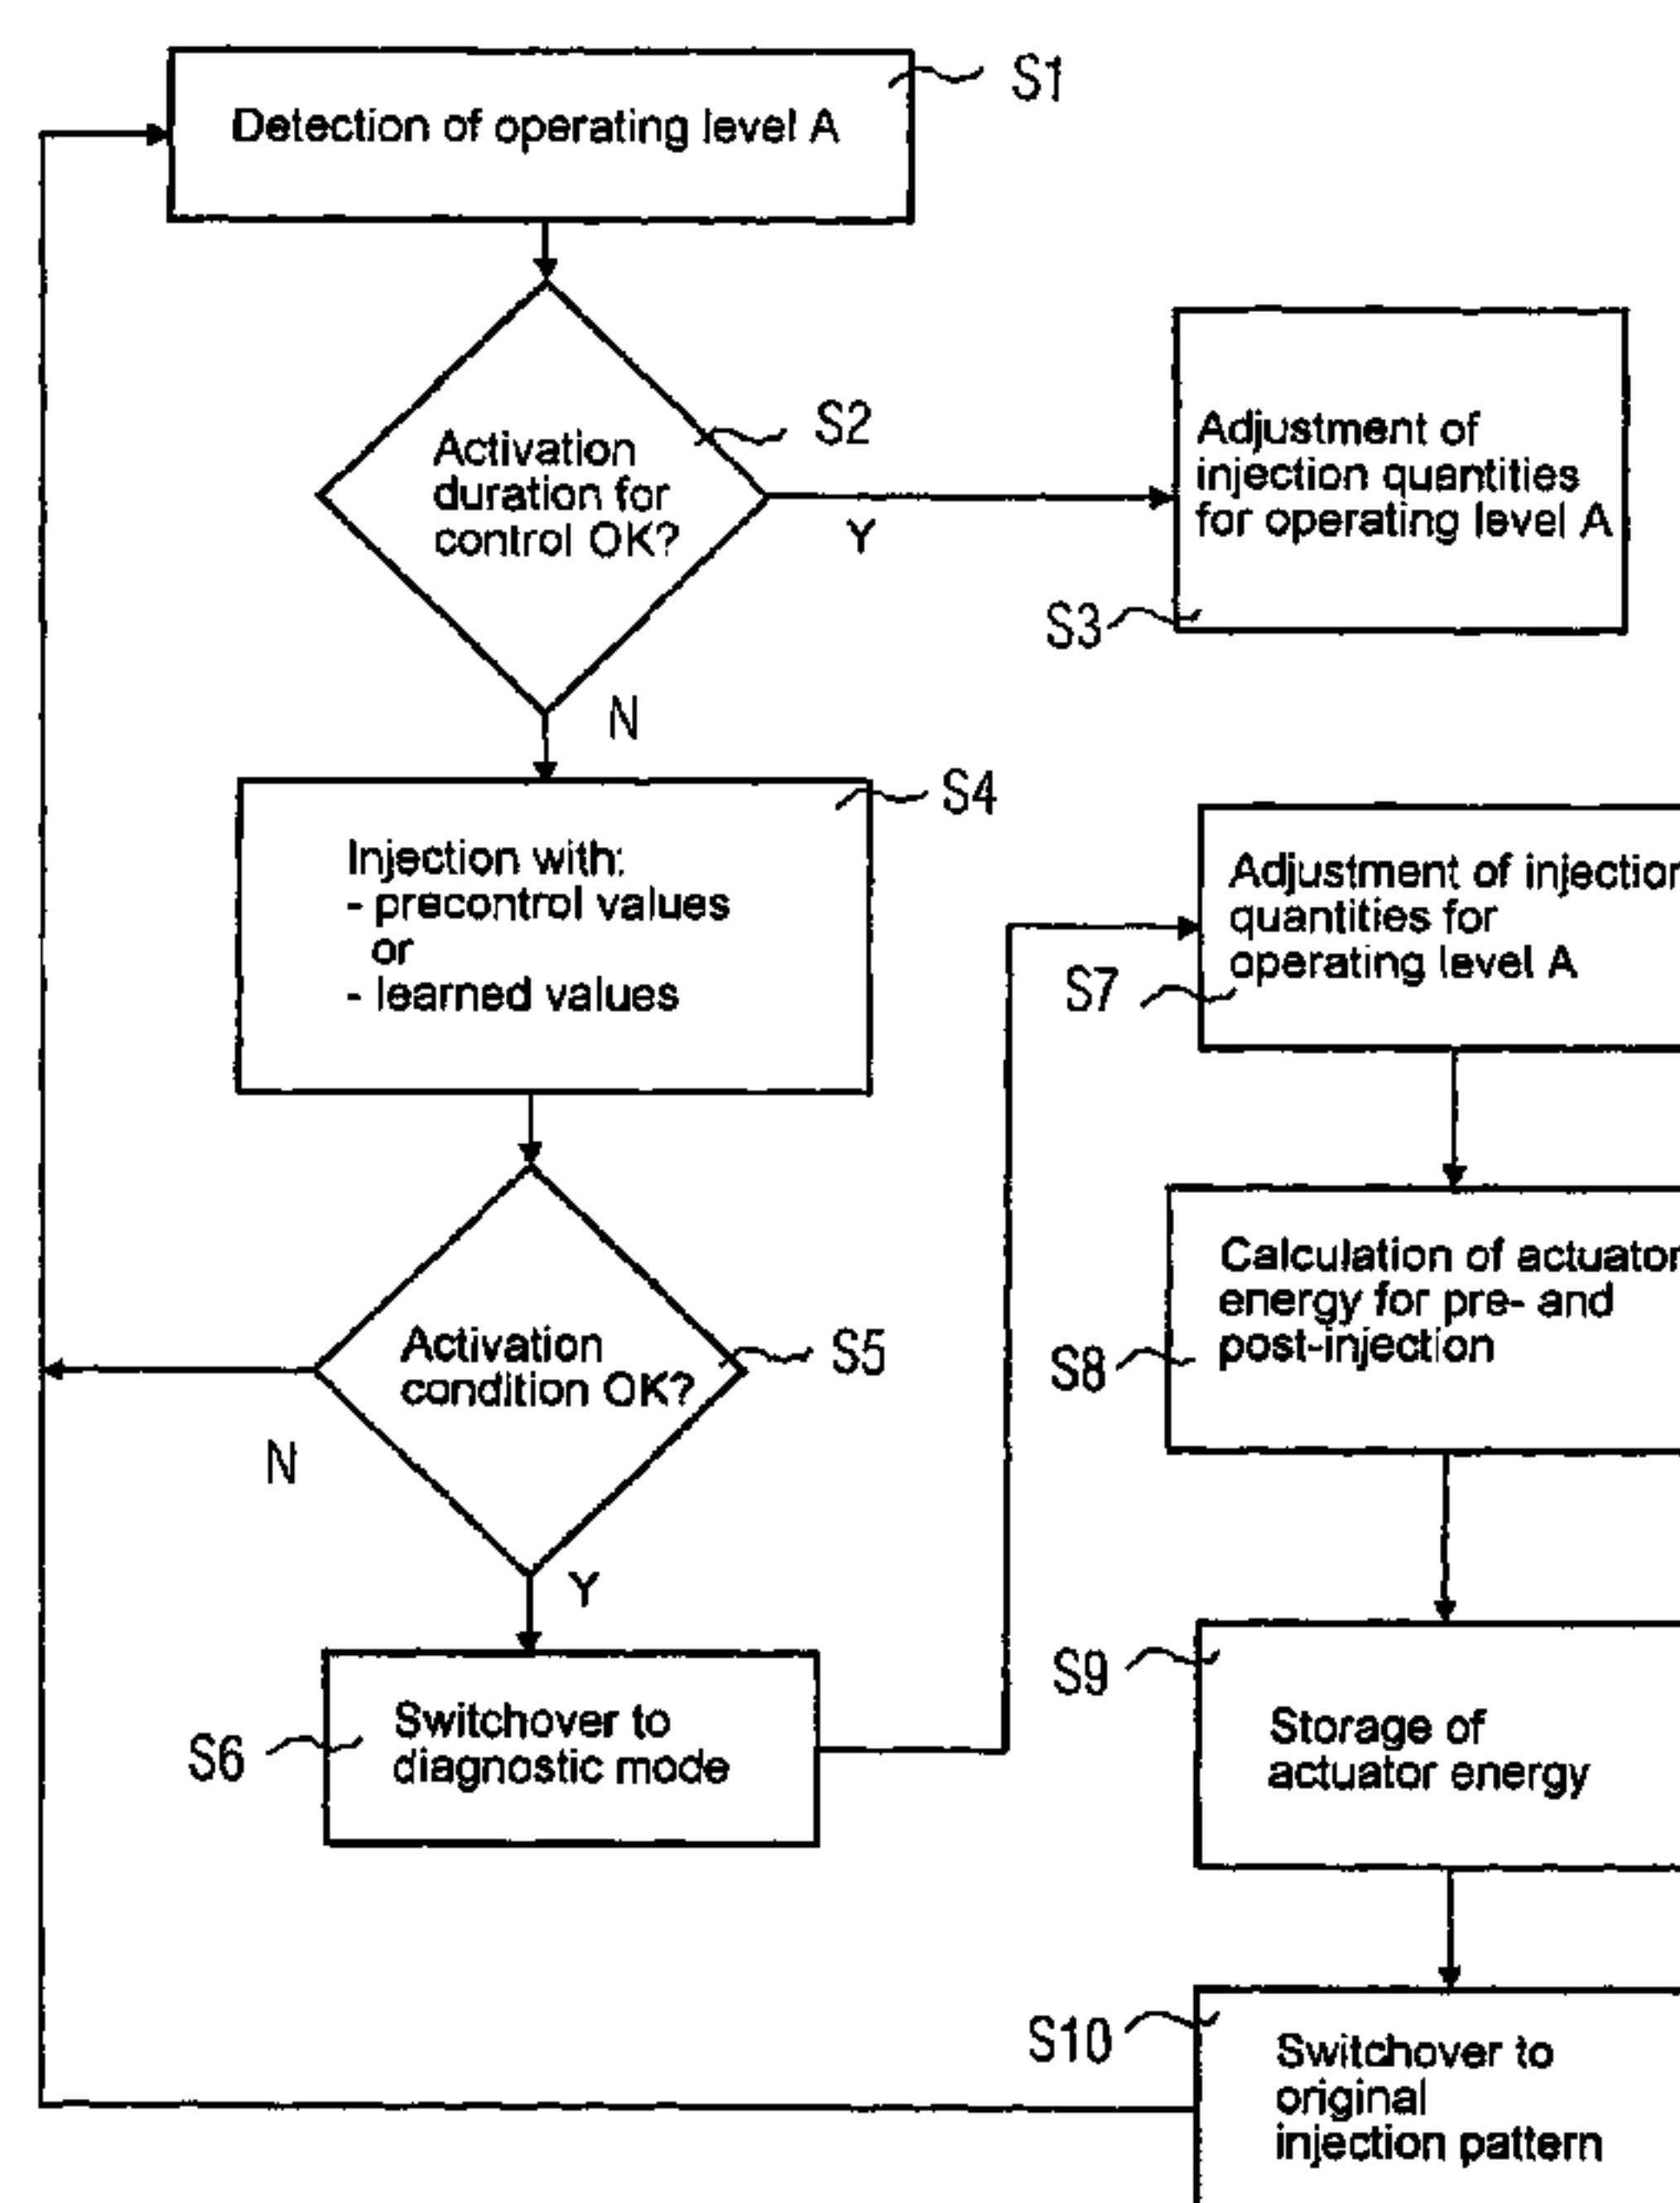 S1
Detection of operating level A
S2
Activation
duration for
control OK?
Y
N
Adjustment of
injection quantities
for operating level A
S3
S4
Injection with:
- precontrol values
or
- learned values
S5
Activation
condition OK?
N
Y
S6
Switchover to
diagnostic mode
Adjustment of injection
quantities for
operating level A
S7
Calculation of actuator
energy for pre- and
post-injection
S8
S9
Storage of
actuator energy
S10
Switchover to
original
injection pattern